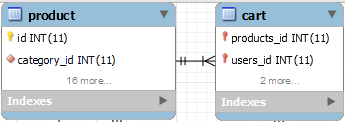 product
id INT(11)
category_id INT(11)
16 more...
Indexes
cart
products_id INT(11)
users_id INT(11)
2 more...
Indexes